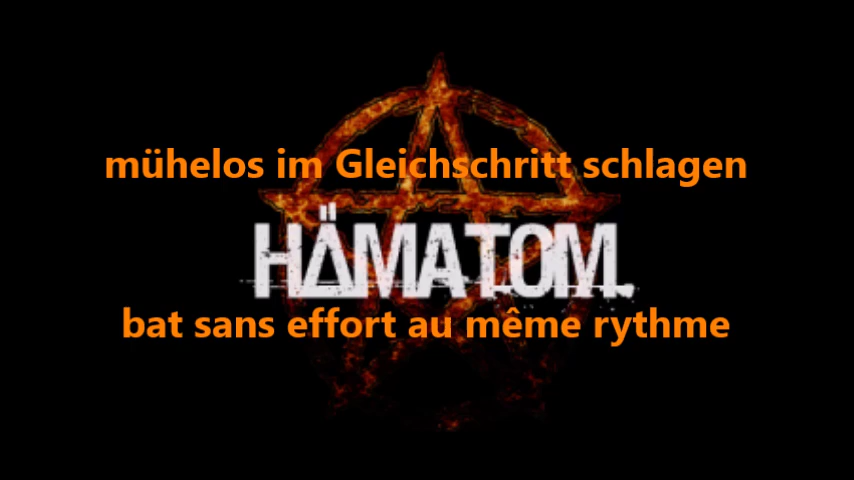 mühelos im Gleichschritt schlagen
HÄMATOM.
bat sans effort au même rythme